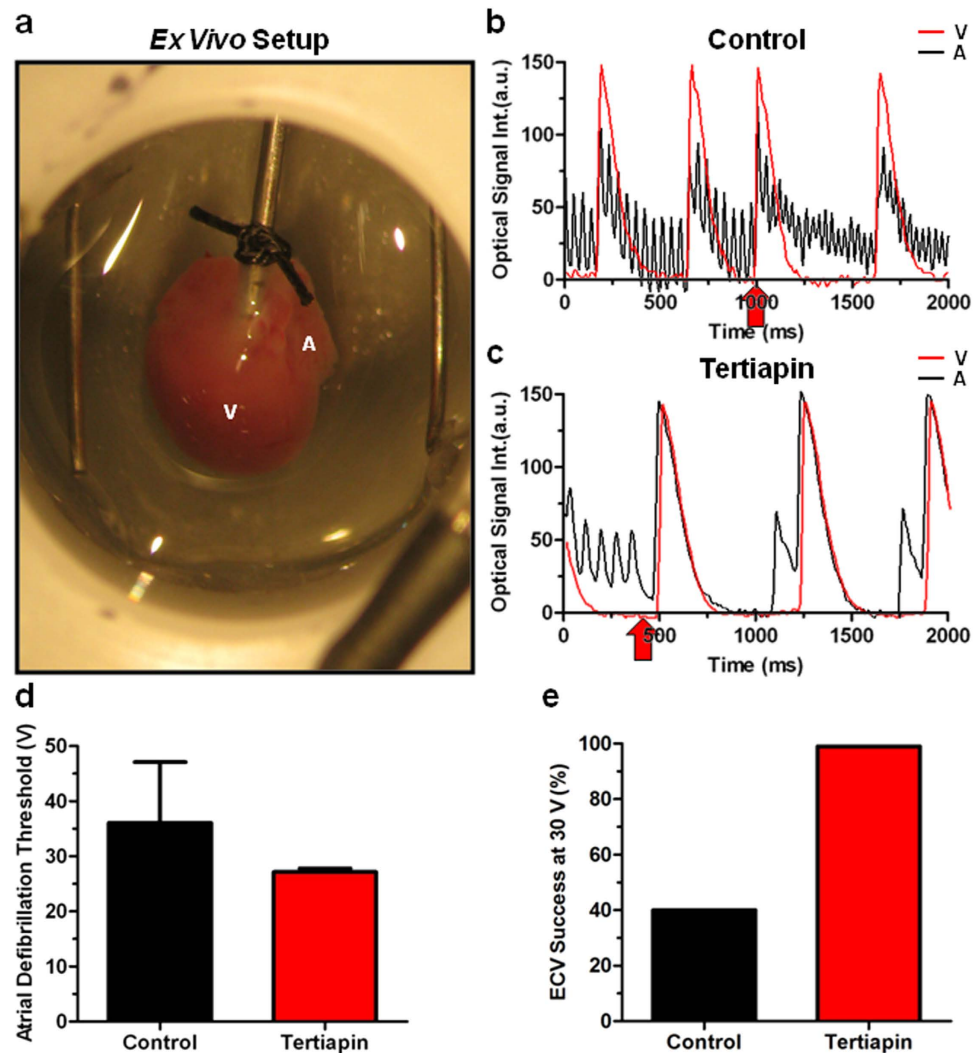 a
Ex Vivo Setup
A
V
b
Control
V
A
Optical Signal Int.(a.u.)
150
100
50
0
0
500
1000
1500
2000
Time (ms)
c
Tertiapin
V
A
Optical Signal Int.(a.u.)
150
100
50
0
0
500
1000
1500
2000
Time (ms)
d
Atrial Defibrillation Threshold (V)
50
40
30
20
10
0
Control
Tertiapin
e
ECV Success at 30 V (%)
100
80
60
40
20
0
Control
Tertiapin